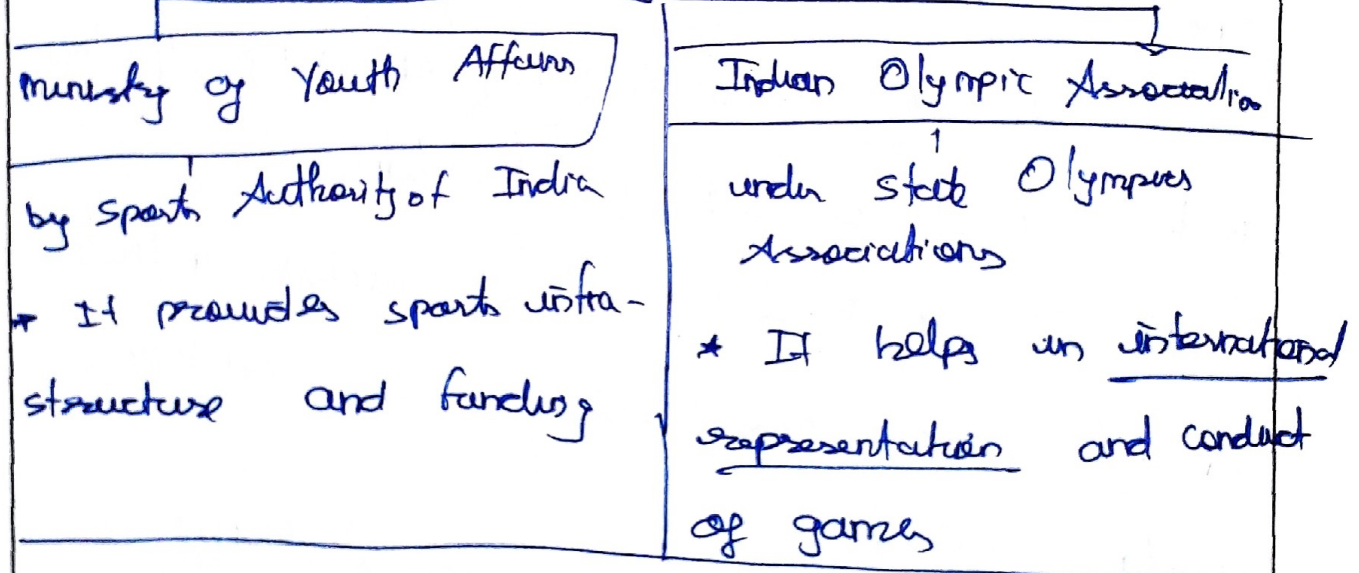 Ministry of Youth Affairs
by Sports Authority of India
→ It provides sports infra-
structure and funding
Indian Olympic Association
under State Olympics
Associations
* It helps in international
representation and conduct
of games